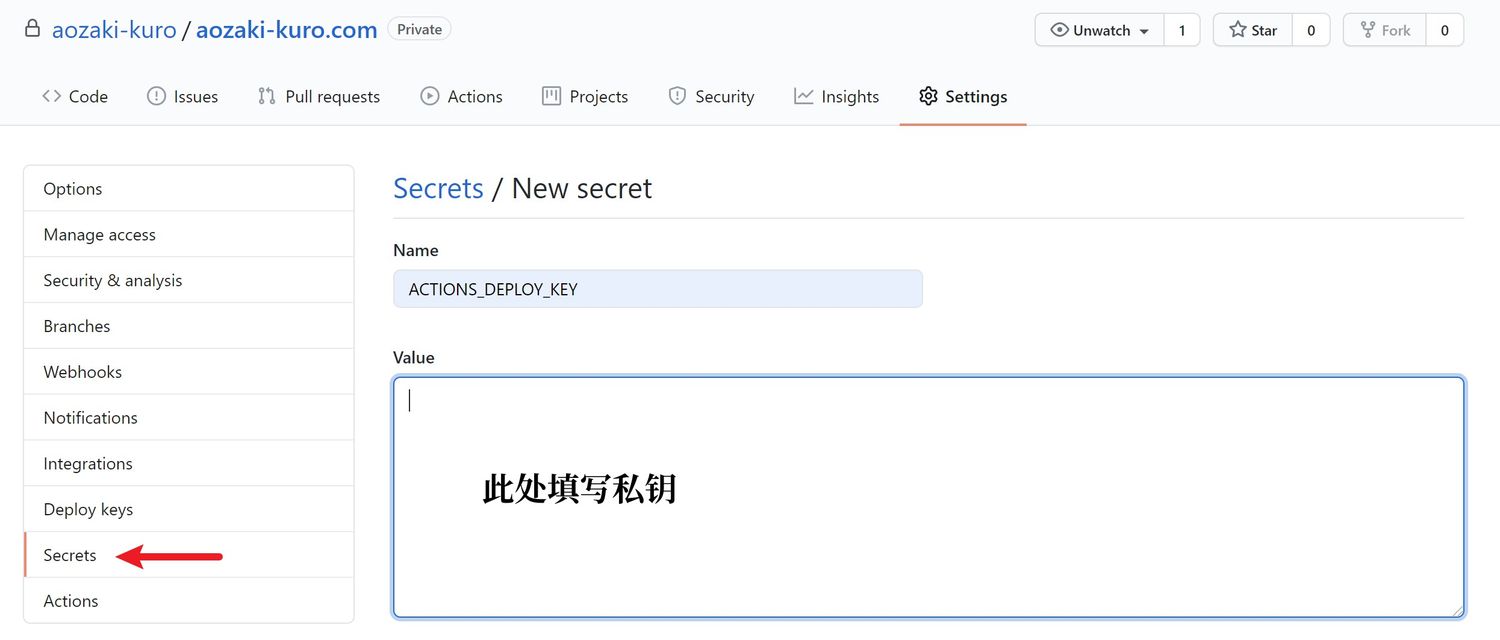 aozaki-kuro / aozaki-kuro.com Private Unwatch 1 Star 0 Fork 0
Code Issues Pull requests Actions Projects Security Insights Settings
Options
Manage access
Security & analysis
Branches
Webhooks
Notifications
Integrations
Deploy keys
Secrets
Actions
Secrets / New secret
Name
ACTIONS_DEPLOY_KEY
Value
此处填写私钥